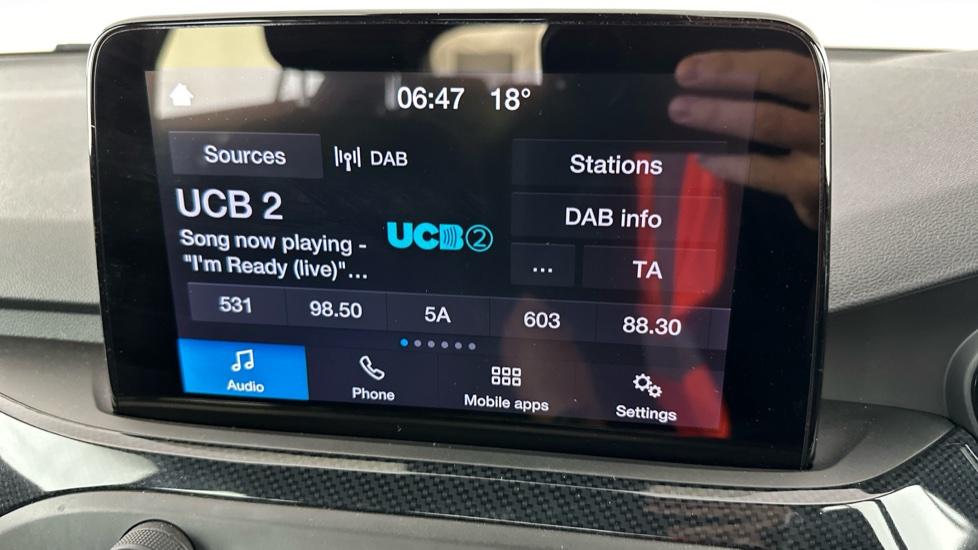 06:47 18°
Sources DAB Stations
UCB 2
UCB2
DAB info
Song now playing -
"I'm Ready (live)"...
... TA
531 98.50 5A 603 88.30
Audio Phone Mobile apps Settings